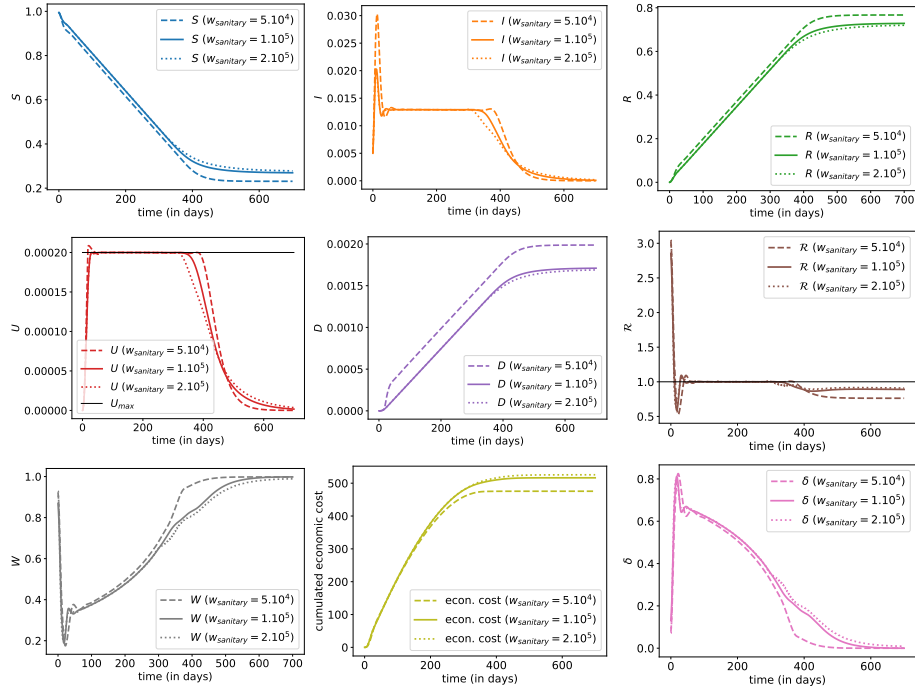 S (w_sanitary = 5.10^4)
S (w_sanitary = 1.10^5)
S (w_sanitary = 2.10^5)
1.0
0.8
0.6
0.4
0.2
S
0 200 400 600
time (in days)
I (w_sanitary = 5.10^4)
I (w_sanitary = 1.10^5)
I (w_sanitary = 2.10^5)
0.030
0.025
0.020
0.015
0.010
0.005
0.000
I
0 200 400 600
time (in days)
0.8
0.6
0.4
0.2
0.0
R
R (w_sanitary = 5.10^4)
R (w_sanitary = 1.10^5)
R (w_sanitary = 2.10^5)
0 100 200 300 400 500 600 700
time (in days)
0.00020
0.00015
0.00010
0.00005
0.00000
U
U (w_sanitary = 5.10^4)
U (w_sanitary = 1.10^5)
U (w_sanitary = 2.10^5)
U_max
0 200 400 600
time (in days)
0.0020
0.0015
0.0010
0.0005
0.0000
D
D (w_sanitary = 5.10^4)
D (w_sanitary = 1.10^5)
D (w_sanitary = 2.10^5)
0 200 400 600
time (in days)
ℛ (w_sanitary = 5.10^4)
ℛ (w_sanitary = 1.10^5)
ℛ (w_sanitary = 2.10^5)
3.0
2.5
2.0
1.5
1.0
0.5
ℛ
0 200 400 600
time (in days)
1.0
0.8
0.6
0.4
0.2
W
W (w_sanitary = 5.10^4)
W (w_sanitary = 1.10^5)
W (w_sanitary = 2.10^5)
0 100 200 300 400 500 600 700
time (in days)
500
400
300
200
100
0
cumulated economic cost
econ. cost (w_sanitary = 5.10^4)
econ. cost (w_sanitary = 1.10^5)
econ. cost (w_sanitary = 2.10^5)
0 200 400 600
time (in days)
δ (w_sanitary = 5.10^4)
δ (w_sanitary = 1.10^5)
δ (w_sanitary = 2.10^5)
0.8
0.6
0.4
0.2
0.0
δ
0 200 400 600
time (in days)